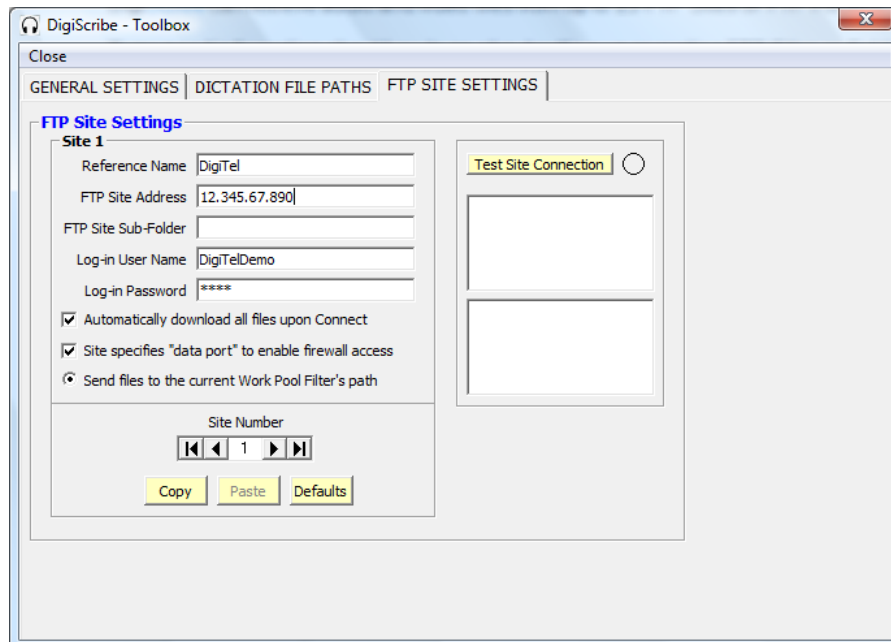 DigiScribe - Toolbox
Close
GENERAL SETTINGS DICTATION FILE PATHS FTP SITE SETTINGS
FTP Site Settings
Site 1
Reference Name DigiTel
FTP Site Address 12.345.67.890
FTP Site Sub-Folder
Log-in User Name DigiTelDemo
Log-in Password ****
Automatically download all files upon Connect
Site specifies "data port" to enable firewall access
Send files to the current Work Pool Filter's path
Site Number
1
Copy Paste Defaults
Test Site Connection